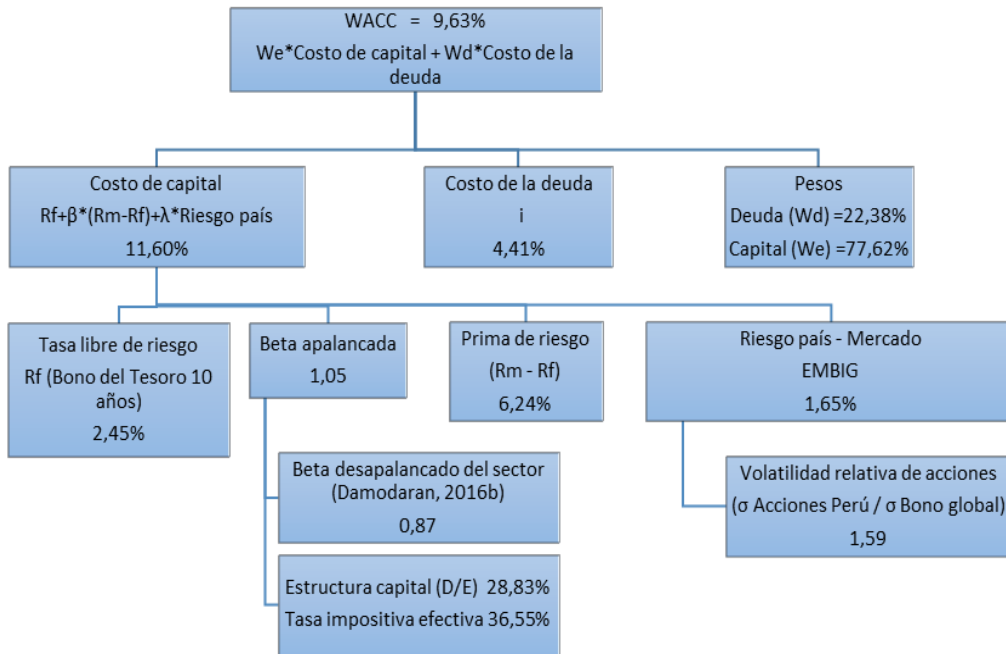 WACC = 9,63%
We*Costo de capital + Wd*Costo de la
deuda
Costo de capital
Rf+β*(Rm-Rf)+λ*Riesgo país
11,60%
Costo de la deuda
i
4,41%
Pesos
Deuda (Wd) =22,38%
Capital (We) =77,62%
Tasa libre de riesgo
Rf (Bono del Tesoro 10
años)
2,45%
Beta apalancada
1,05
Prima de riesgo
(Rm - Rf)
6,24%
Riesgo país - Mercado
EMBIG
1,65%
Beta desapalancado del sector
(Damodaran, 2016b)
0,87
Volatilidad relativa de acciones
(σ Acciones Perú / σ Bono global)
1,59
Estructura capital (D/E) 28,83%
Tasa impositiva efectiva 36,55%